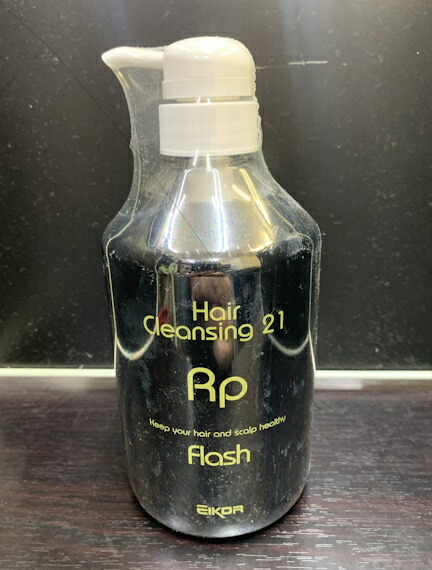 Hair
Cleansing 21
Rp
Keep your hair and scalp healthy
flash
EIKOR